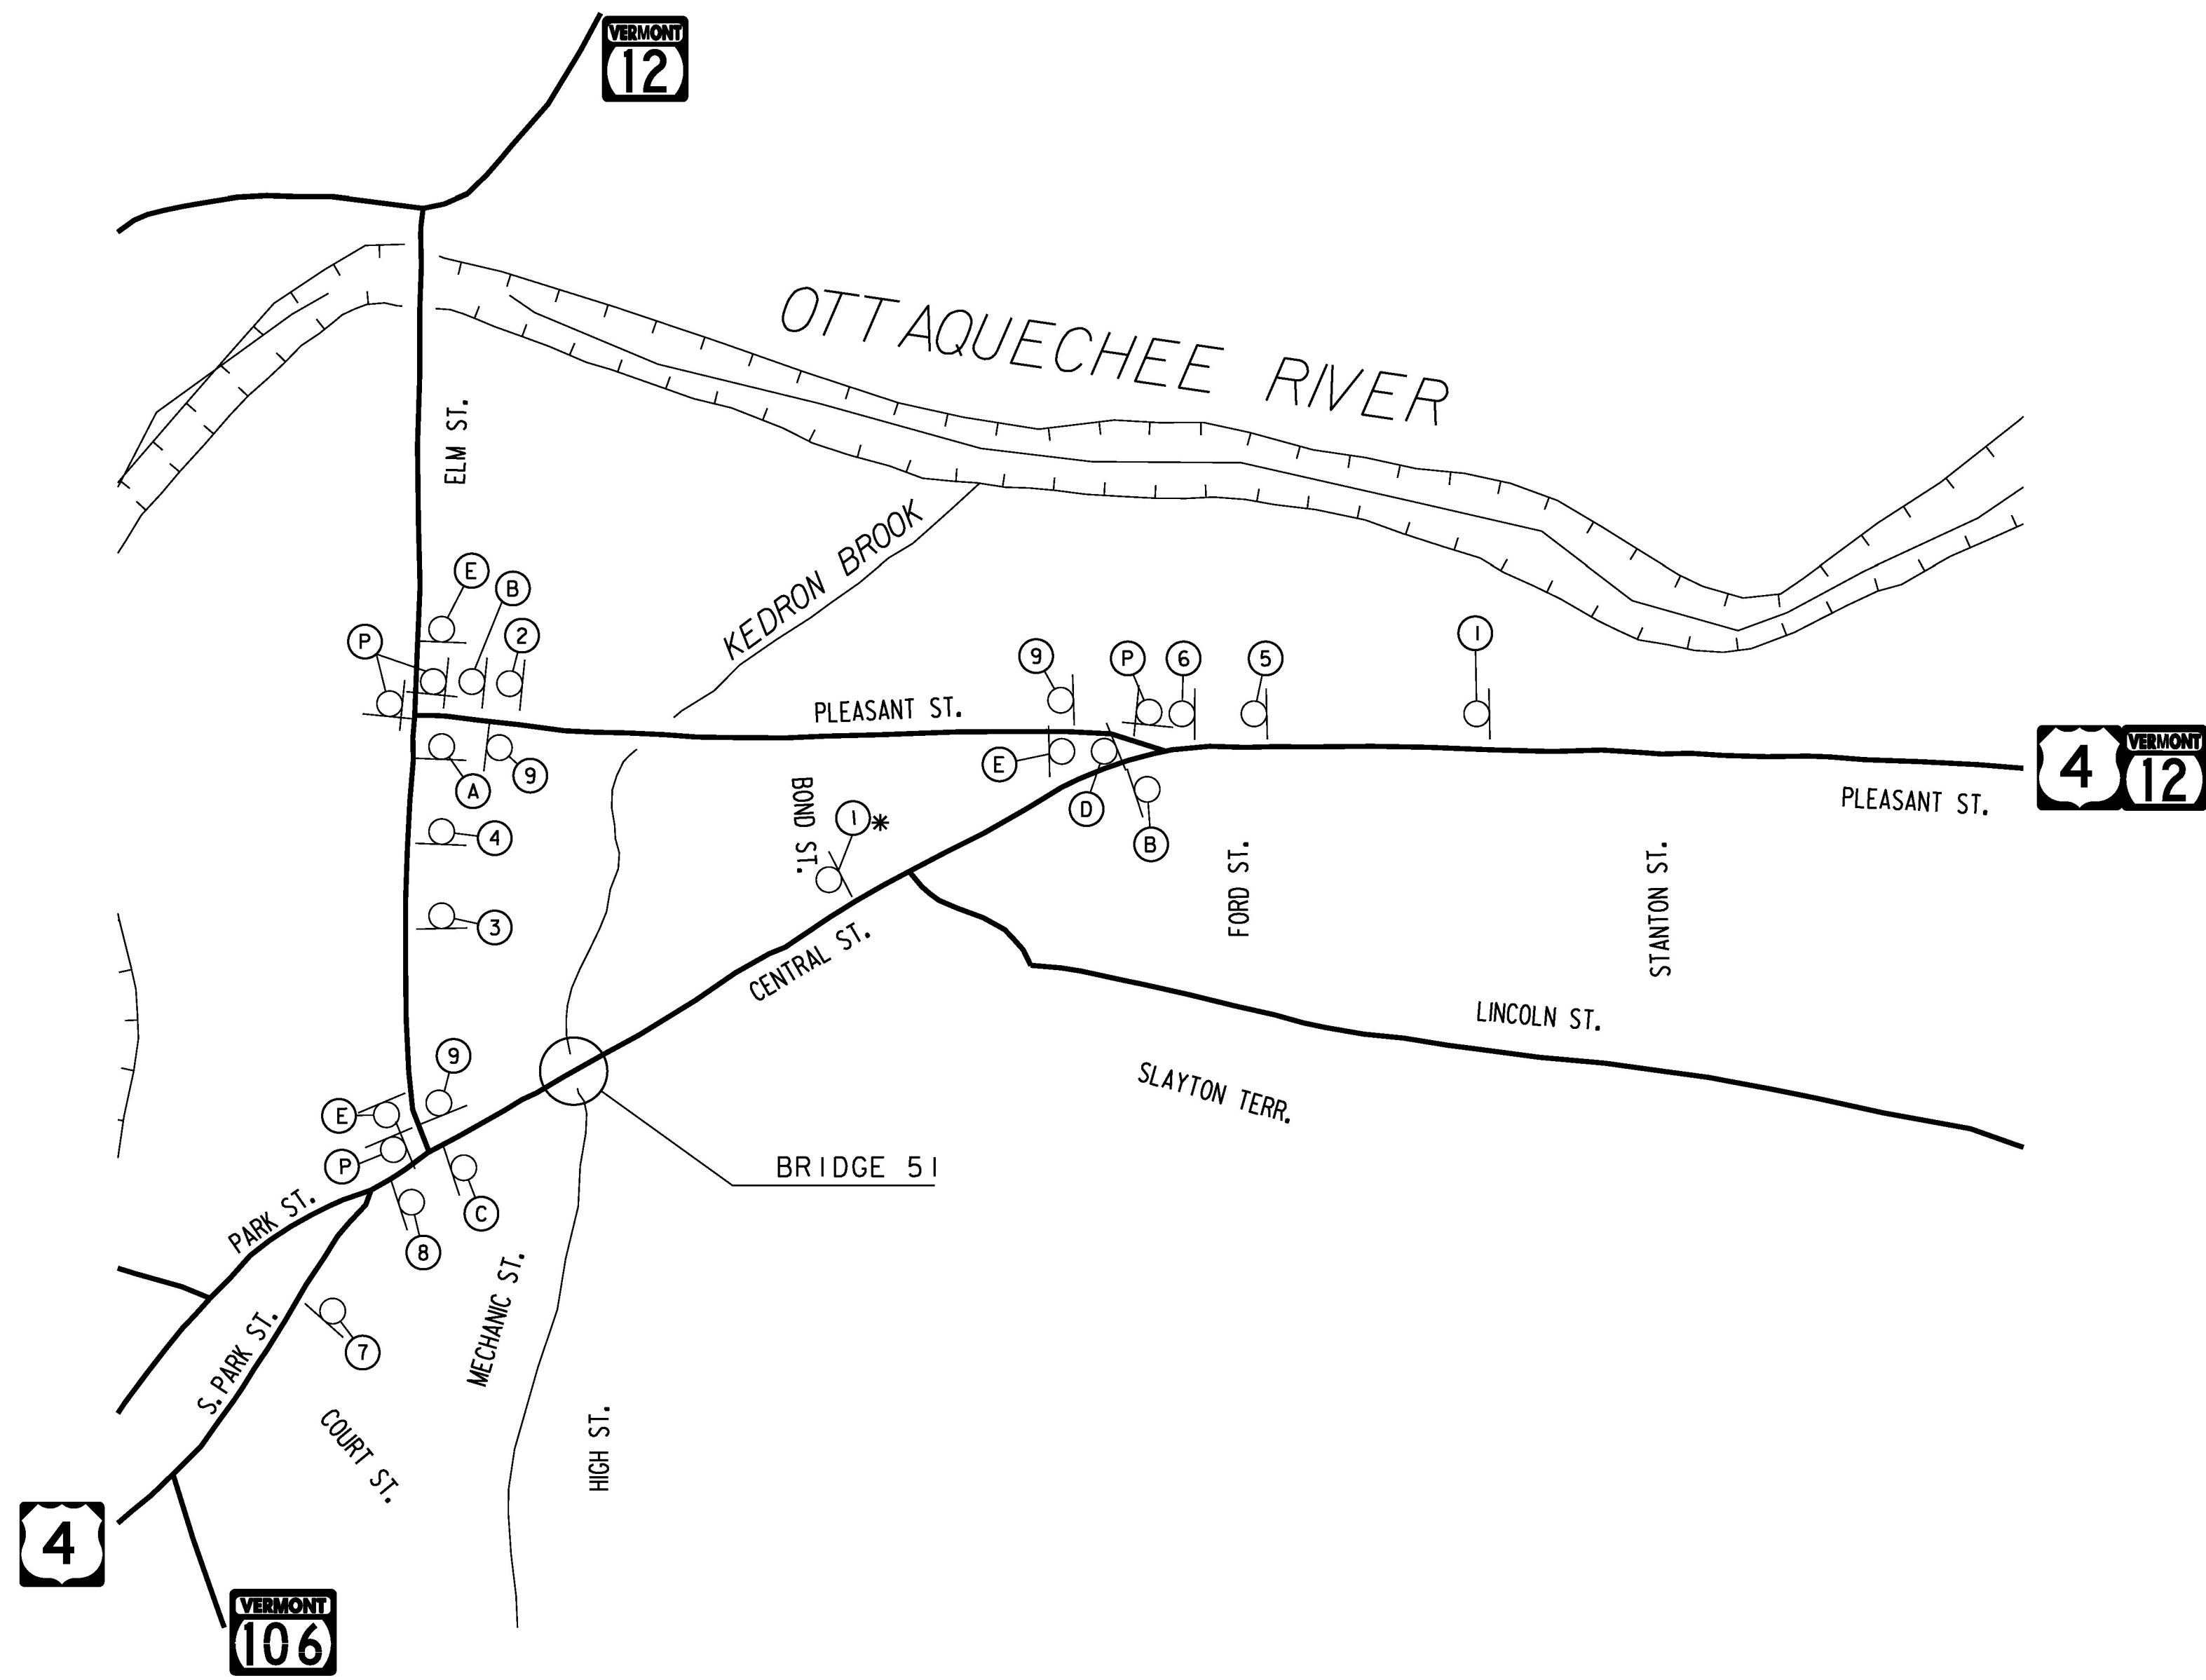 VERMONT
12
OTTAQUECHEE RIVER
ELM ST.
KEDRON BROOK
E
B
P
2
9
P
6
5
1
PLEASANT ST.
E
D
B
A
9
4
3
BOND ST.
1*
4
VERMONT
12
PLEASANT ST.
FORD ST.
STANTON ST.
CENTRAL ST.
LINCOLN ST.
SLAYTON TERR.
9
E
P
C
8
BRIDGE 51
PARK ST.
7
S. PARK ST.
MECHANIC ST.
COURT ST.
HIGH ST.
4
VERMONT
106